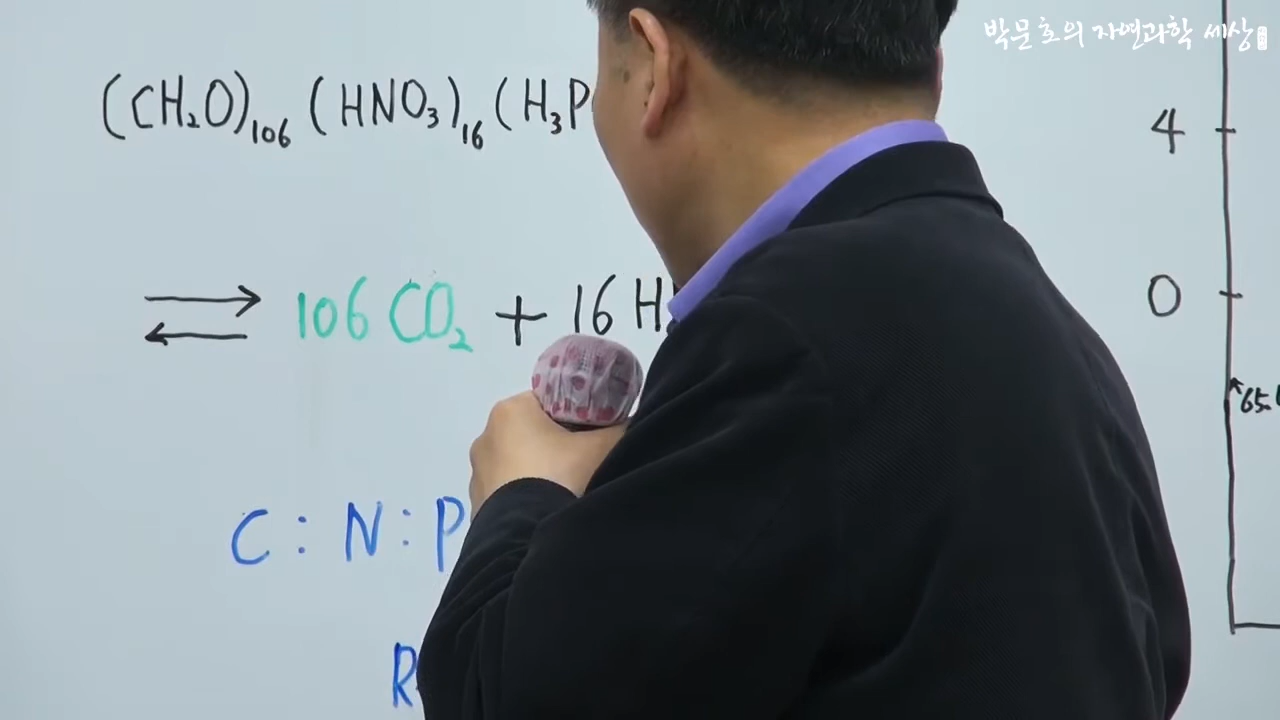 박문호의 자연과학 세상
(CH₂O)₁₀₆ (HNO₃)₁₆ (H₃P
⇌ 106 CO₂ + 16 H
C : N : P
R
4
0
65.